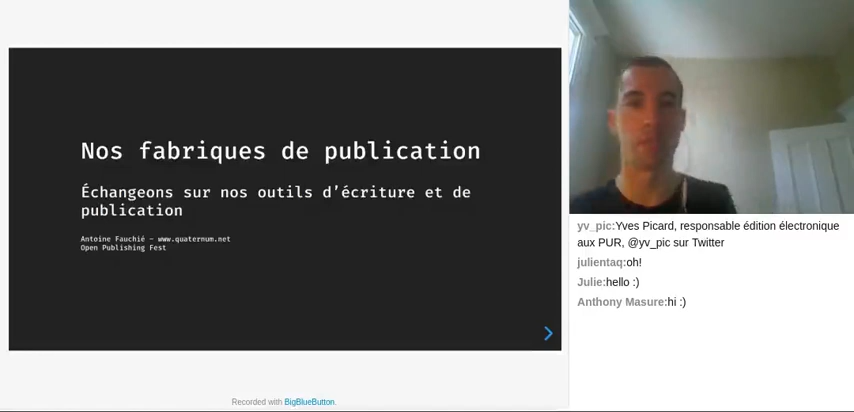 Nos fabriques de publication
Échangeons sur nos outils d’écriture et de
publication
Antoine Fauchié – www.quaternum.net
Open Publishing Fest
Recorded with BigBlueButton.
yv_pic:Yves Picard, responsable édition électronique
aux PUR, @yv_pic sur Twitter
julientaq:oh!
Julie:hello :)
Anthony Masure:hi :)